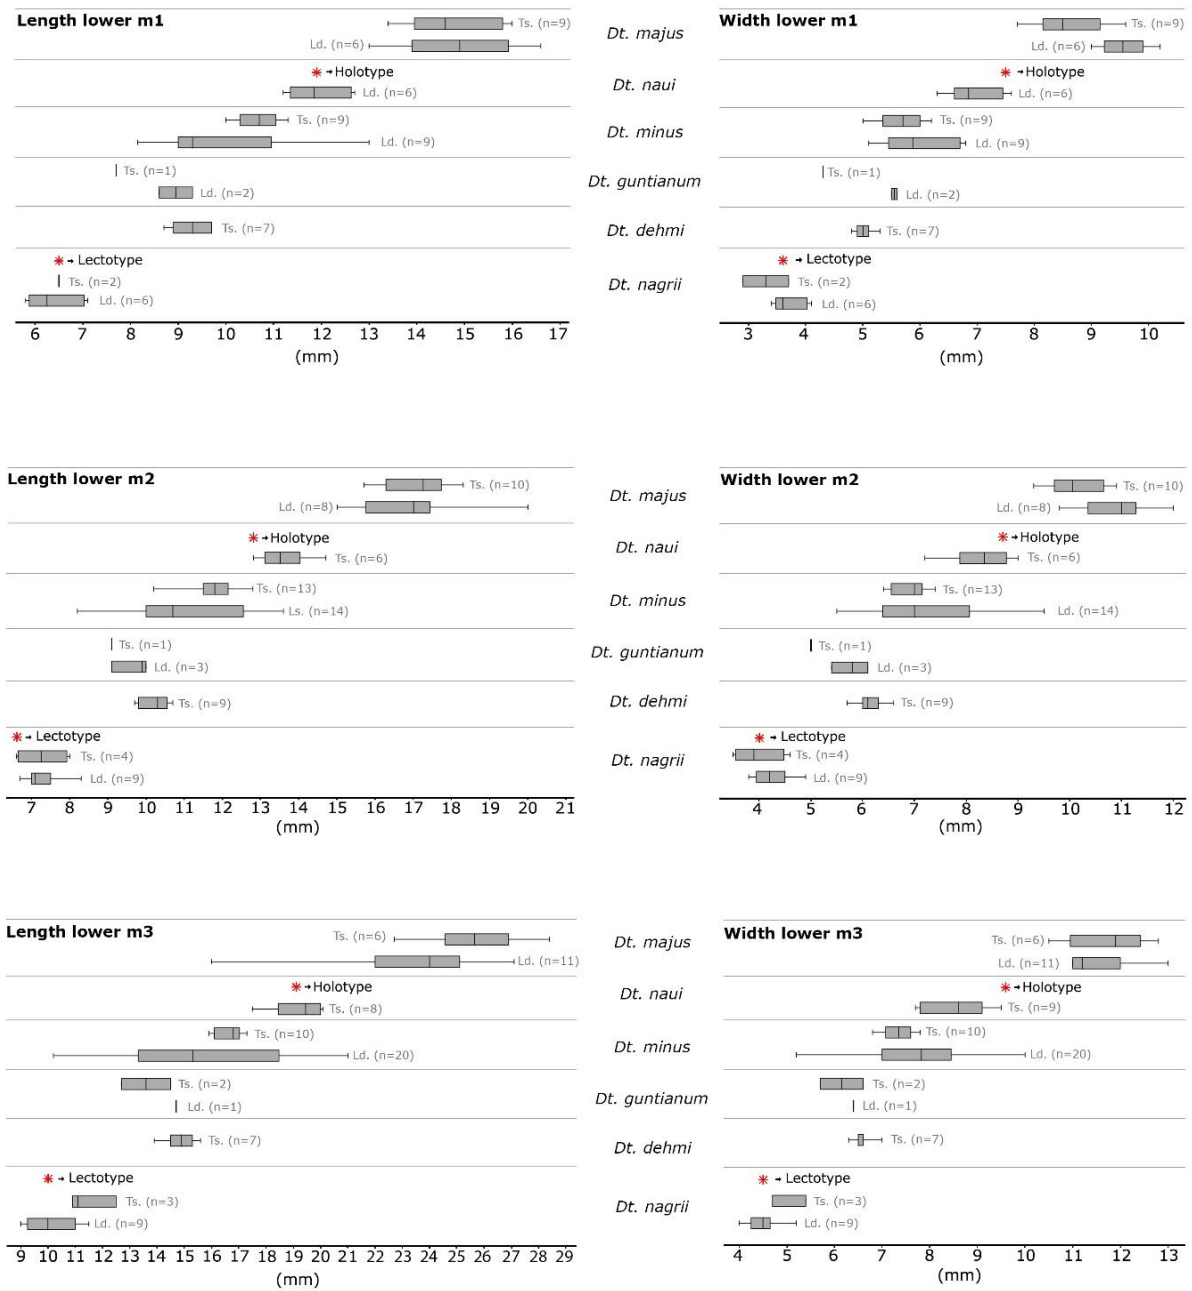 Length lower m1
Ts. (n=9)
Ld. (n=6)
→ Holotype
Ld. (n=6)
Ts. (n=9)
Ld. (n=9)
Ts. (n=1)
Ld. (n=2)
Ts. (n=7)
→ Lectotype
Ts. (n=2)
Ld. (n=6)
6 7 8 9 10 11 12 13 14 15 16 17
(mm)
Dt. majus
Dt. naui
Dt. minus
Dt. guntianum
Dt. dehmi
Dt. nagrii
Width lower m1
Ts. (n=9)
Ld. (n=6)
→ Holotype
Ld. (n=6)
Ts. (n=9)
Ld. (n=9)
Ts. (n=1)
Ld. (n=2)
Ts. (n=7)
→ Lectotype
Ts. (n=2)
Ld. (n=6)
3 4 5 6 7 8 9 10
(mm)
Length lower m2
Ts. (n=10)
Ld. (n=8)
→ Holotype
Ts. (n=6)
Ts. (n=13)
Ls. (n=14)
Ts. (n=1)
Ld. (n=3)
Ts. (n=9)
→ Lectotype
Ts. (n=4)
Ld. (n=9)
7 8 9 10 11 12 13 14 15 16 17 18 19 20 21
(mm)
Dt. majus
Dt. naui
Dt. minus
Dt. guntianum
Dt. dehmi
Dt. nagrii
Width lower m2
Ts. (n=10)
Ld. (n=8)
→ Holotype
Ts. (n=6)
Ts. (n=13)
Ld. (n=14)
Ts. (n=1)
Ld. (n=3)
Ts. (n=9)
→ Lectotype
Ts. (n=4)
Ld. (n=9)
4 5 6 7 8 9 10 11 12
(mm)
Length lower m3
Ts. (n=6)
Ld. (n=11)
→ Holotype
Ts. (n=8)
Ts. (n=10)
Ld. (n=20)
Ts. (n=2)
Ld. (n=1)
Ts. (n=7)
→ Lectotype
Ts. (n=3)
Ld. (n=9)
9 10 11 12 13 14 15 16 17 18 19 20 21 22 23 24 25 26 27 28 29
(mm)
Dt. majus
Dt. naui
Dt. minus
Dt. guntianum
Dt. dehmi
Dt. nagrii
Width lower m3
Ts. (n=6)
Ld. (n=11)
→ Holotype
Ts. (n=9)
Ts. (n=10)
Ld. (n=20)
Ts. (n=2)
Ld. (n=1)
Ts. (n=7)
→ Lectotype
Ts. (n=3)
Ld. (n=9)
4 5 6 7 8 9 10 11 12 13
(mm)